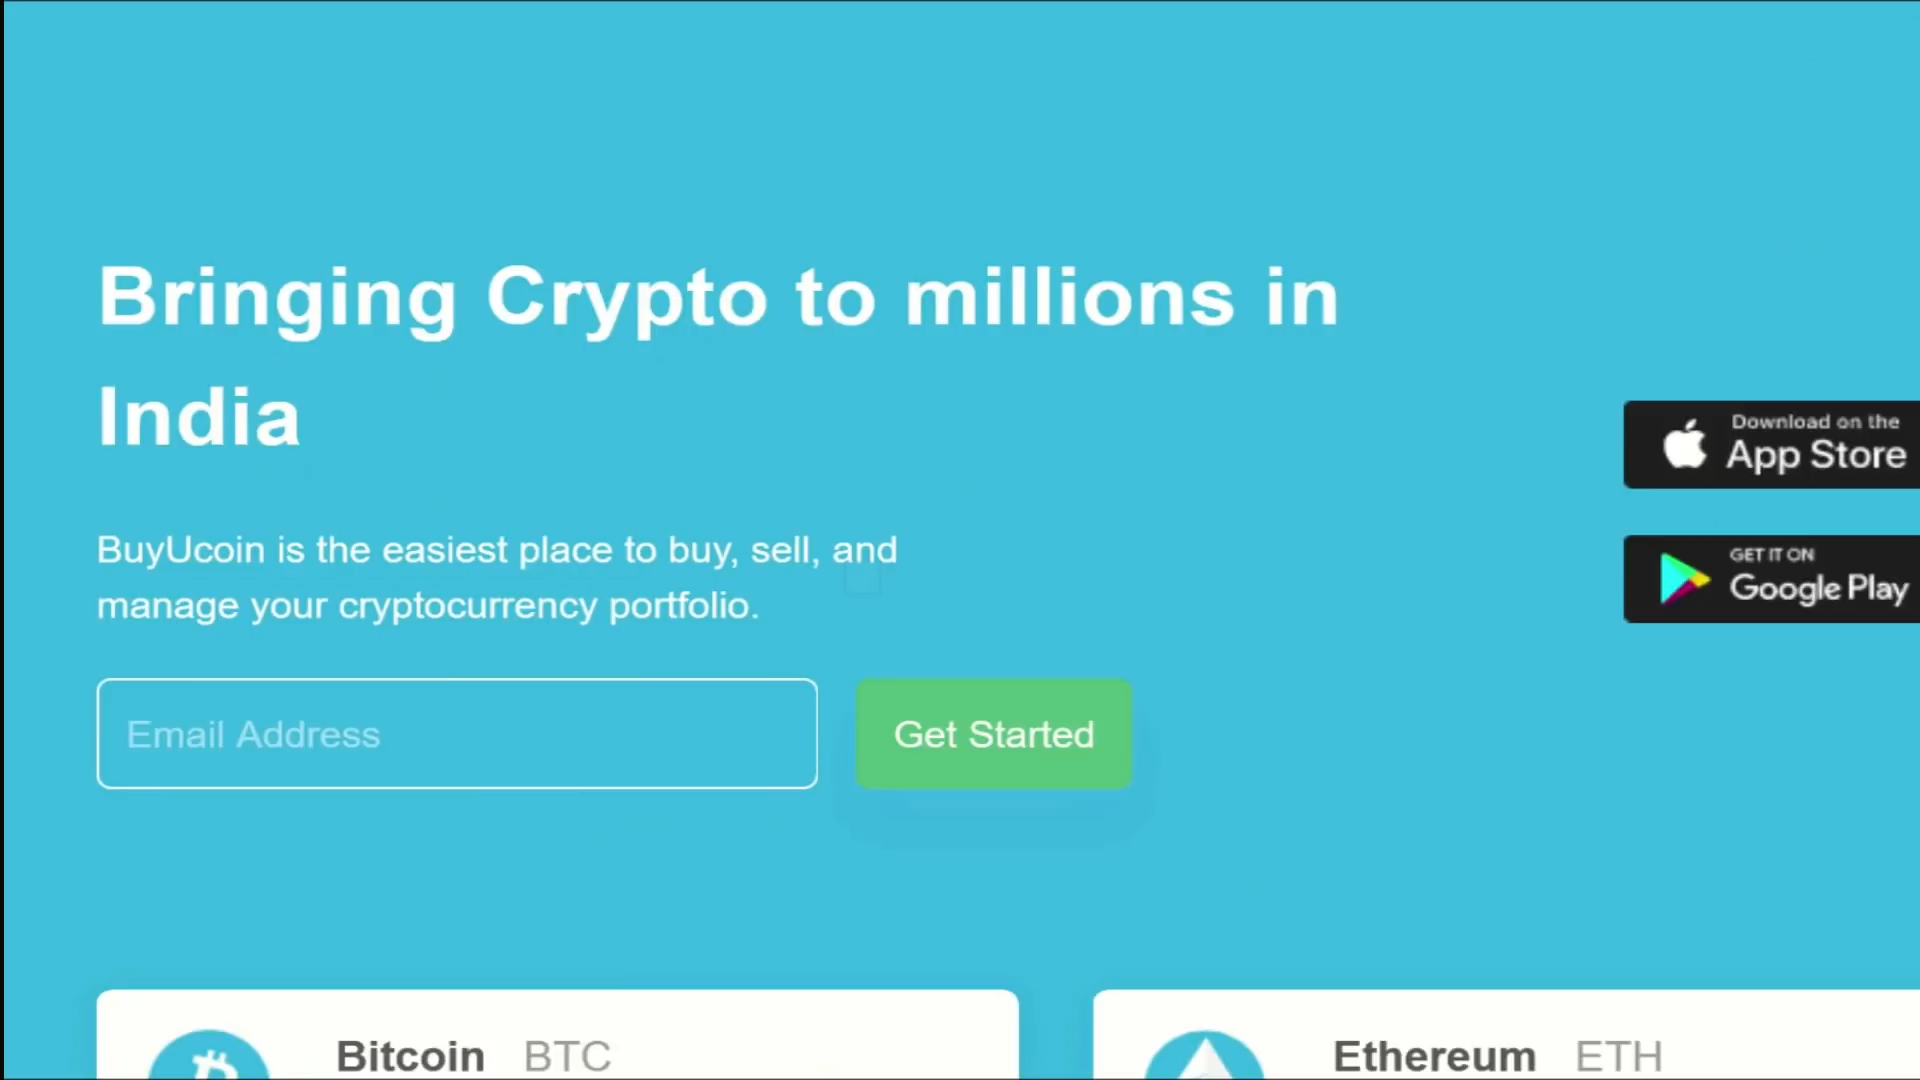 Bringing Crypto to millions in
India
Download on the
App Store
BuyUcoin is the easiest place to buy, sell, and
manage your cryptocurrency portfolio.
GET IT ON
Google Play
Email Address
Get Started
Bitcoin BTC
Ethereum ETH